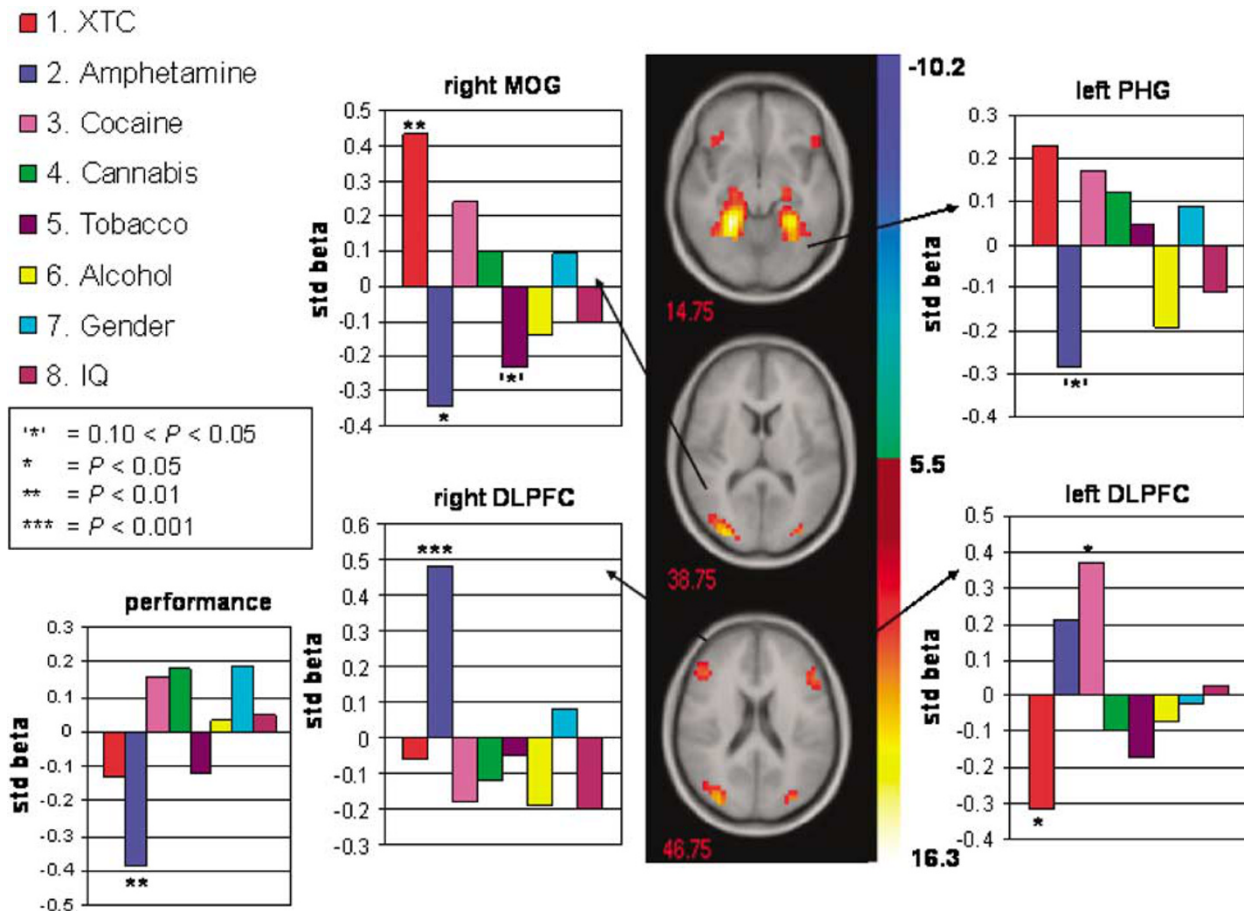 1. XTC
2. Amphetamine
3. Cocaine
4. Cannabis
5. Tobacco
6. Alcohol
7. Gender
8. IQ
'*' = 0.10 < P < 0.05
* = P < 0.05
** = P < 0.01
*** = P < 0.001
right MOG
std beta
0.5
0.4
0.3
0.2
0.1
0
-0.1
-0.2
-0.3
-0.4
**
*
'*'
left PHG
std beta
0.3
0.2
0.1
0
-0.1
-0.2
-0.3
-0.4
'*'
right DLPFC
std beta
0.6
0.5
0.4
0.3
0.2
0.1
0
-0.1
-0.2
-0.3
***
left DLPFC
std beta
0.5
0.4
0.3
0.2
0.1
0
-0.1
-0.2
-0.3
-0.4
*
*
performance
std beta
0.3
0.2
0.1
0
-0.1
-0.2
-0.3
-0.4
-0.5
**
14.75
38.75
46.75
-10.2
5.5
16.3